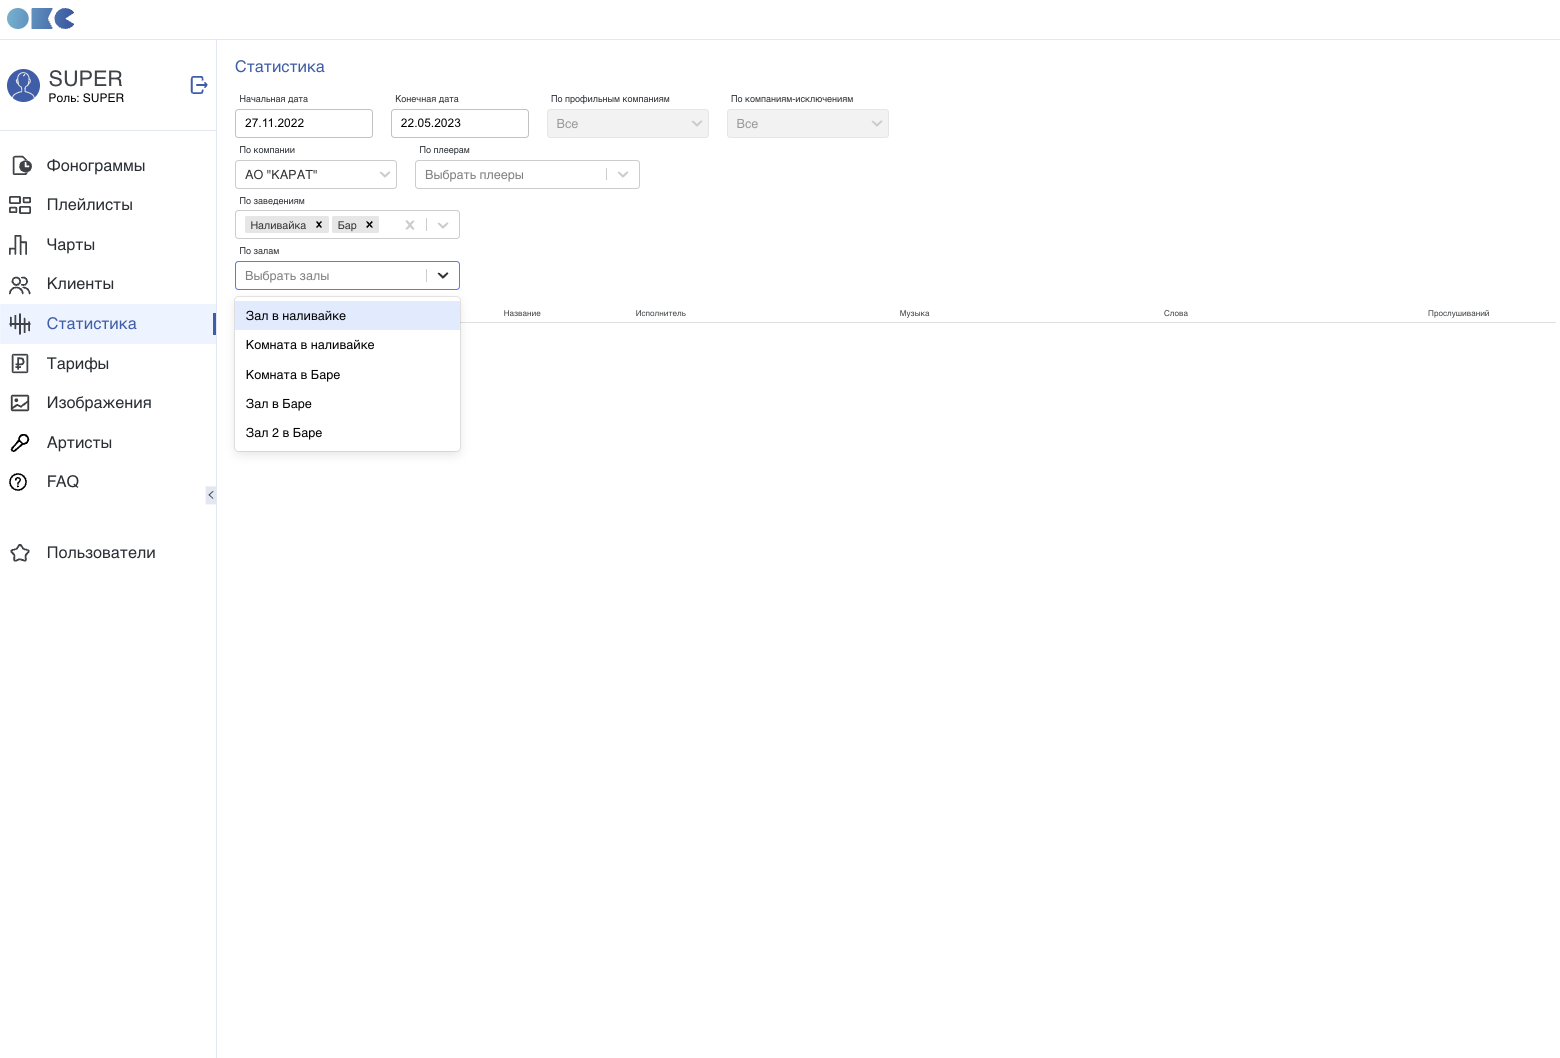 ОКС
SUPER
Роль: SUPER
Фонограммы
Плейлисты
Чарты
Клиенты
Статистика
Тарифы
Изображения
Артисты
FAQ
Пользователи
Статистика
Начальная дата
Конечная дата
По профильным компаниям
По компаниям-исключениям
27.11.2022
22.05.2023
Все
Все
По компании
По плеерам
АО "КАРАТ"
Выбрать плееры
По заведениям
Наливайка
Бар
По залам
Выбрать залы
Название
Исполнитель
Музыка
Слова
Прослушиваний
Зал в наливайке
Комната в наливайке
Комната в Баре
Зал в Баре
Зал 2 в Баре